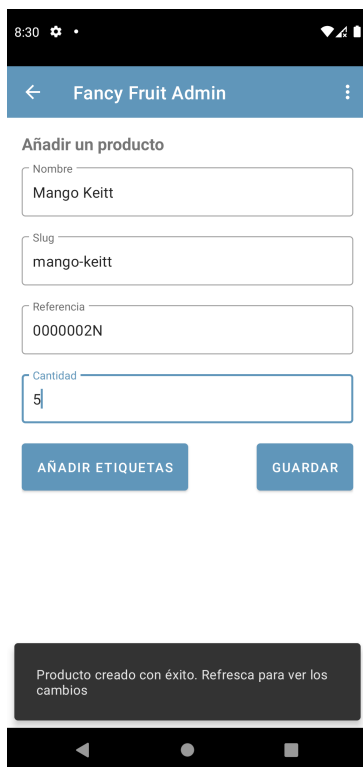 8:30
Fancy Fruit Admin
Añadir un producto
Nombre
Mango Keitt
Slug
mango-keitt
Referencia
0000002N
Cantidad
5
AÑADIR ETIQUETAS GUARDAR
Producto creado con éxito. Refresca para ver los
cambios